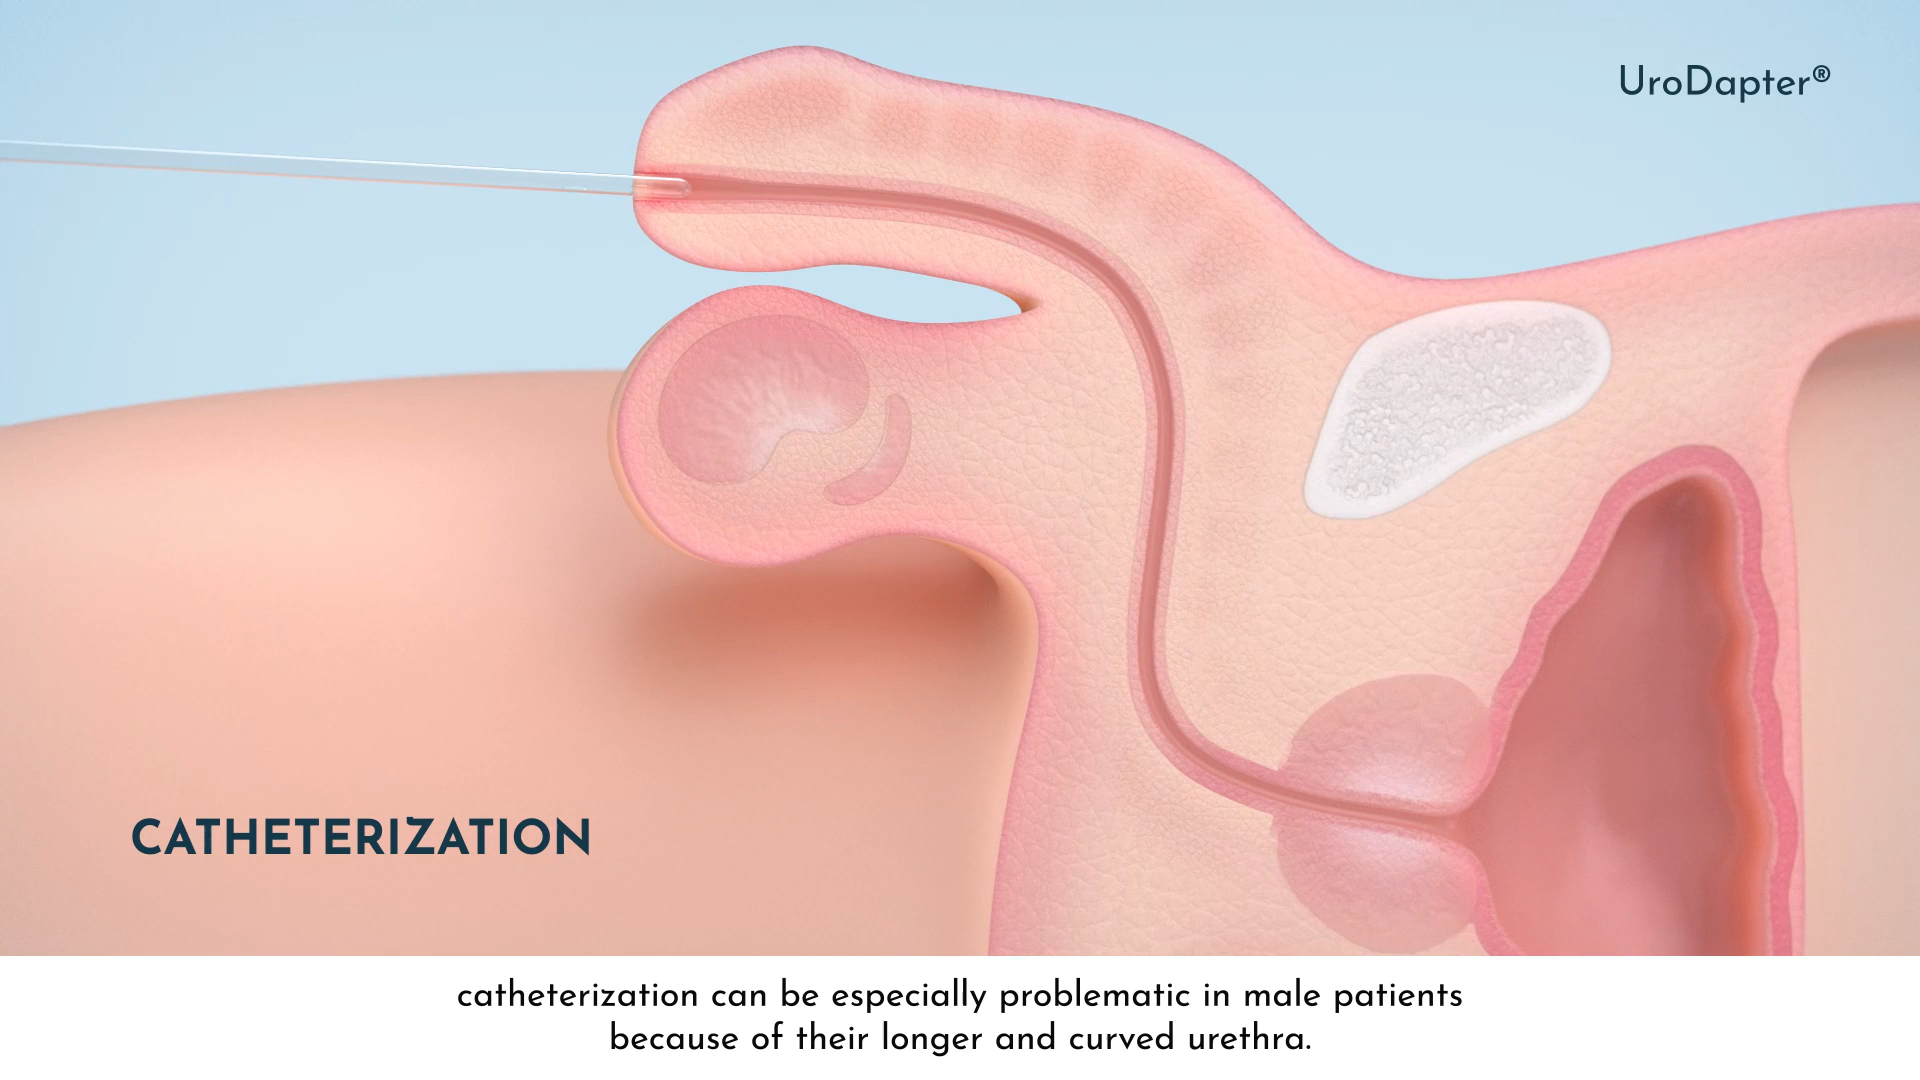 UroDapter®
CATHETERIZATION
catheterization can be especially problematic in male patients
because of their longer and curved urethra.